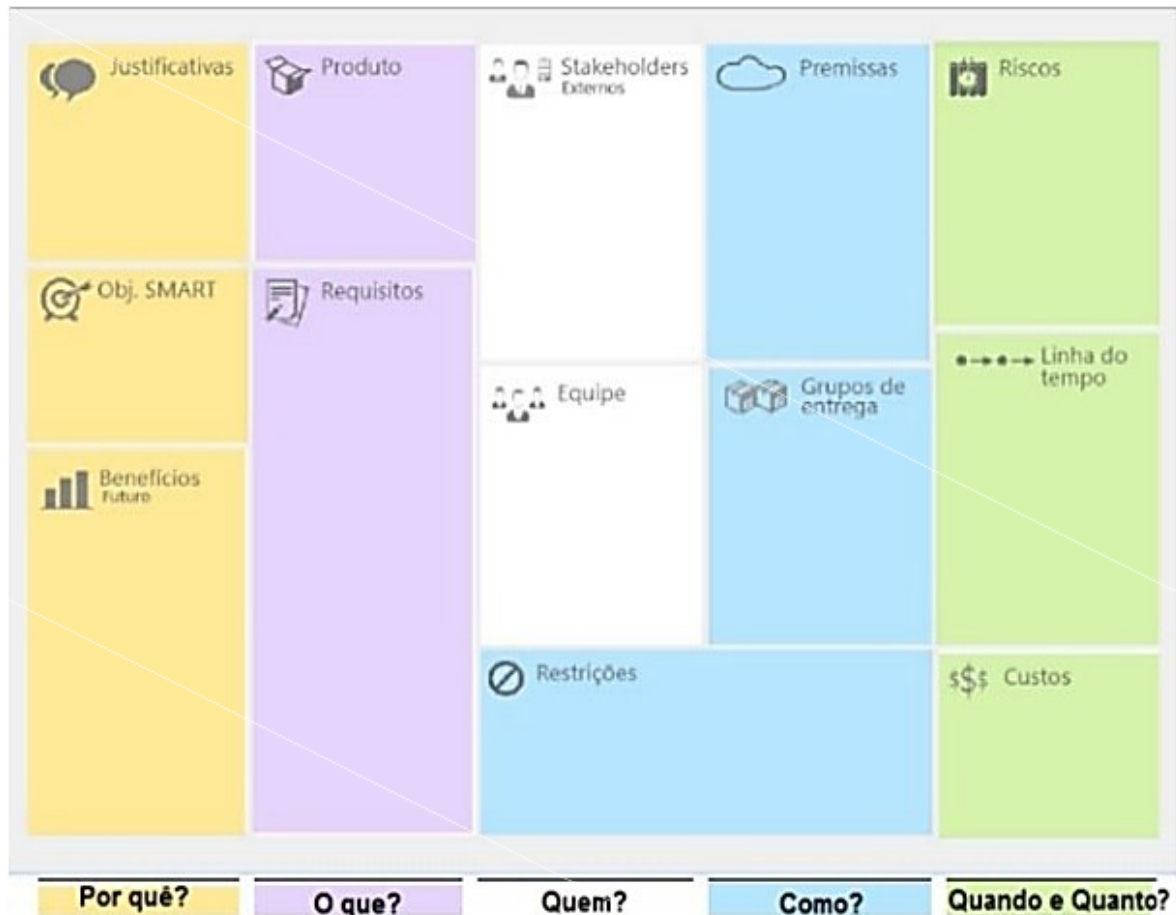 Justificativas
Produto
Stakeholders
Externos
Premissas
Riscos
Obj. SMART
Requisitos
Linha do
tempo
Equipe
Grupos de
entrega
Benefícios
Futuro
Restrições
$$$ Custos
Por quê?
O que?
Quem?
Como?
Quando e Quanto?